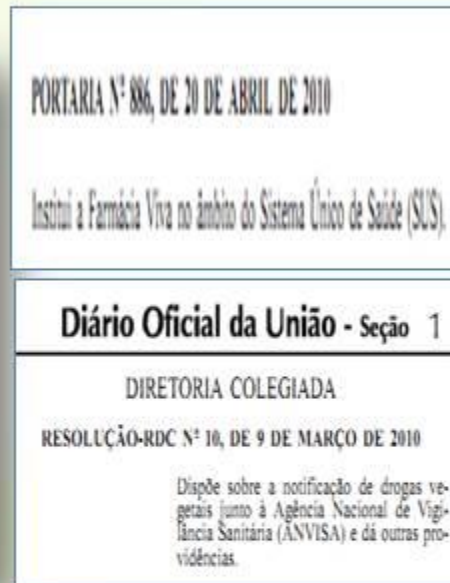 PORTARIA Nº 886, DE 20 DE ABRIL DE 2010
Institui a Farmácia Viva no âmbito do Sistema Único de Saúde (SUS).
Diário Oficial da União - Seção 1
DIRETORIA COLEGIADA
RESOLUÇÃO-RDC Nº 10, DE 9 DE MARÇO DE 2010
Dispõe sobre a notificação de drogas ve-
getais junto à Agência Nacional de Vigi-
lância Sanitária (ANVISA) e dá outras pro-
vidências.